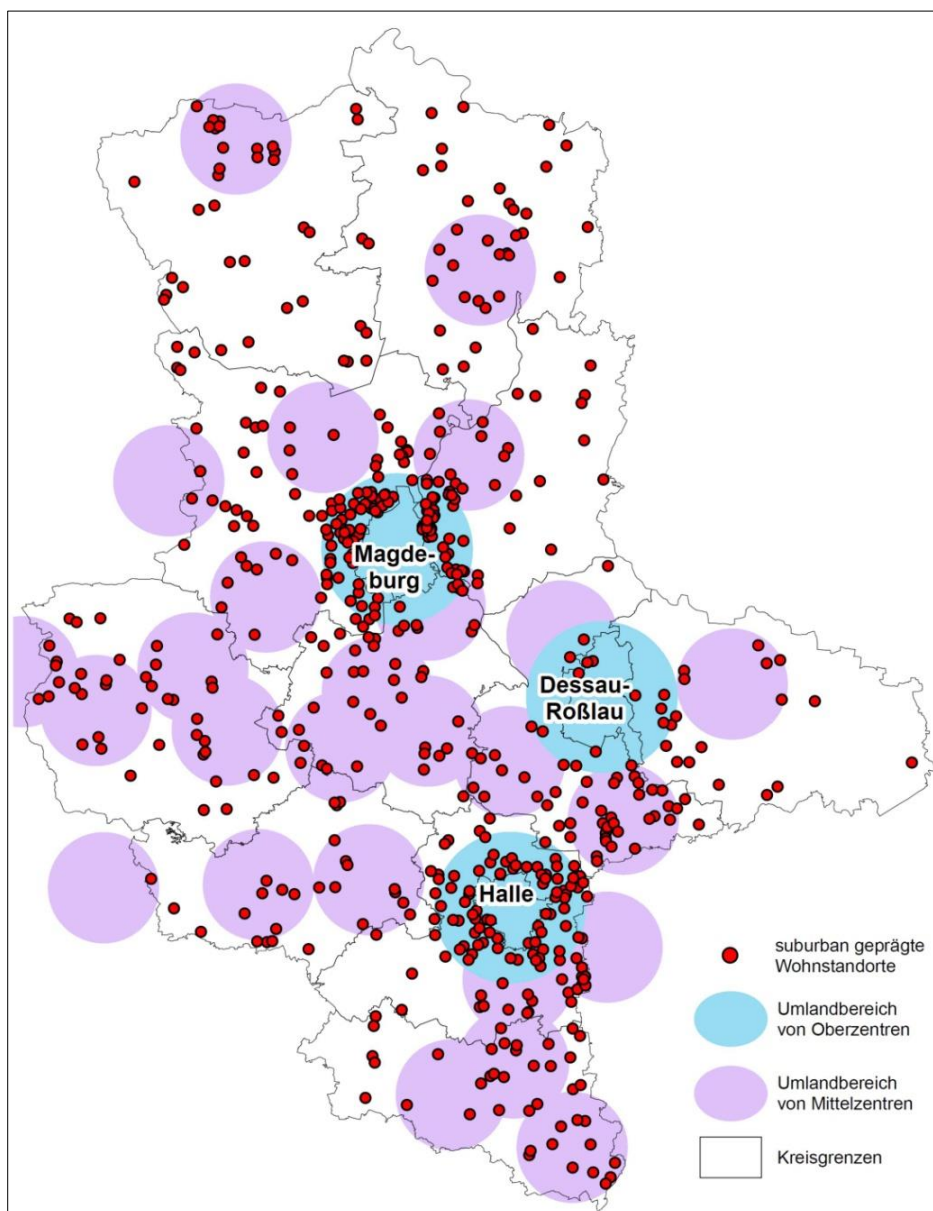 Magde-
burg
Dessau-
Roßlau
Halle
suburban geprägte
Wohnstandorte
Umlandbereich
von Oberzentren
Umlandbereich
von Mittelzentren
Kreisgrenzen